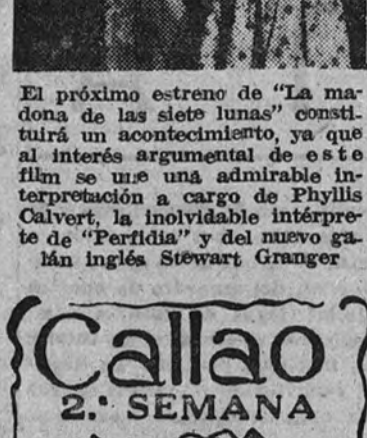 El próximo estreno de "La ma-
dona de las siete lunas" consti-
tuirá un acontecimiento, ya que
al interés argumental de este
film se une una admirable in-
terpretación a cargo de Phyllis
Calvert, la inolvidable intérpre-
te de "Perfidia" y del nuevo ga-
lán inglés Stewart Granger
Callao
2.ª SEMANA